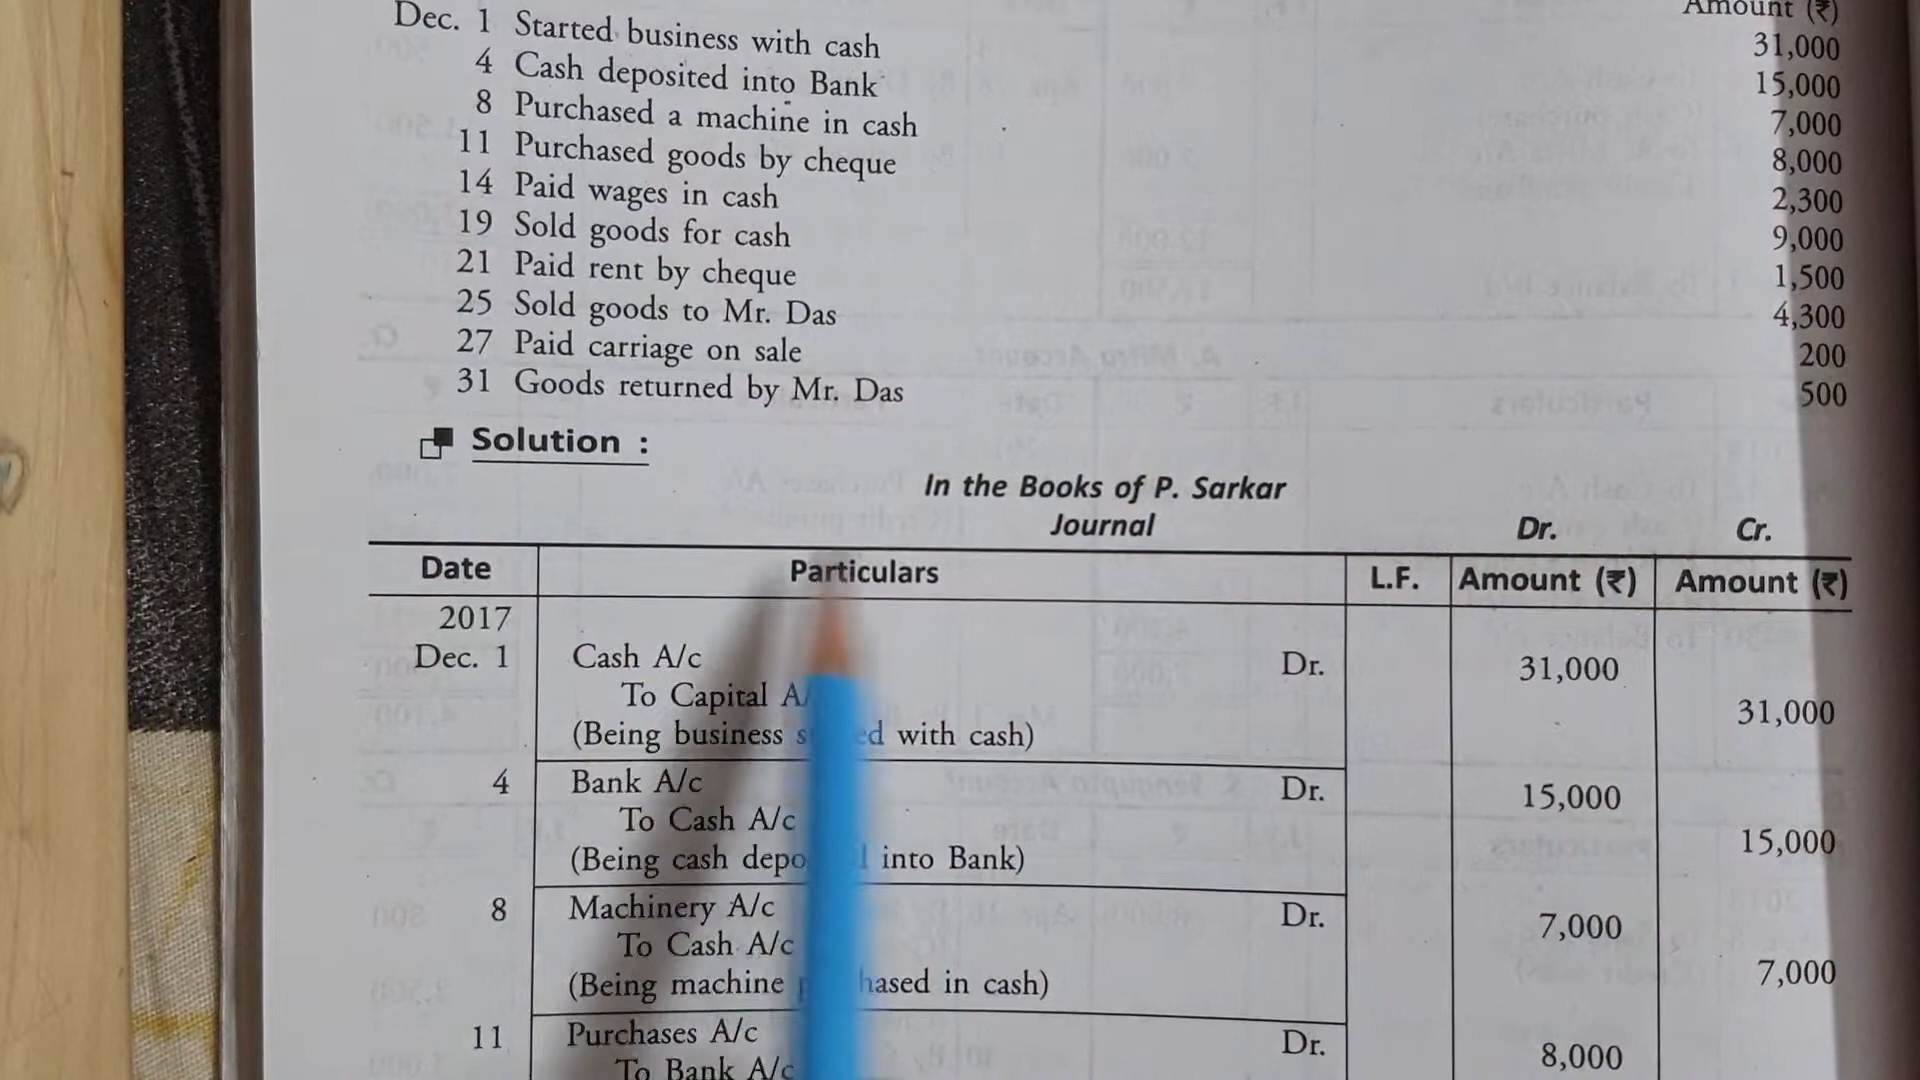 Amount (₹)
Dec. 1 Started business with cash 31,000
4 Cash deposited into Bank 15,000
8 Purchased a machine in cash 7,000
11 Purchased goods by cheque 8,000
14 Paid wages in cash 2,300
19 Sold goods for cash 9,000
21 Paid rent by cheque 1,500
25 Sold goods to Mr. Das 4,300
27 Paid carriage on sale 200
31 Goods returned by Mr. Das 500
Solution :
In the Books of P. Sarkar
Journal Dr. Cr.
Date Particulars L.F. Amount (₹) Amount (₹)
2017
Dec. 1 Cash A/c Dr. 31,000
To Capital 31,000
(Being business with cash)
4 Bank A/c Dr. 15,000
To Cash A/c 15,000
(Being cash into Bank)
8 Machinery A/c Dr. 7,000
To Cash A/c 7,000
(Being machine in cash)
11 Purchases A/c Dr. 8,000
To Bank A/c